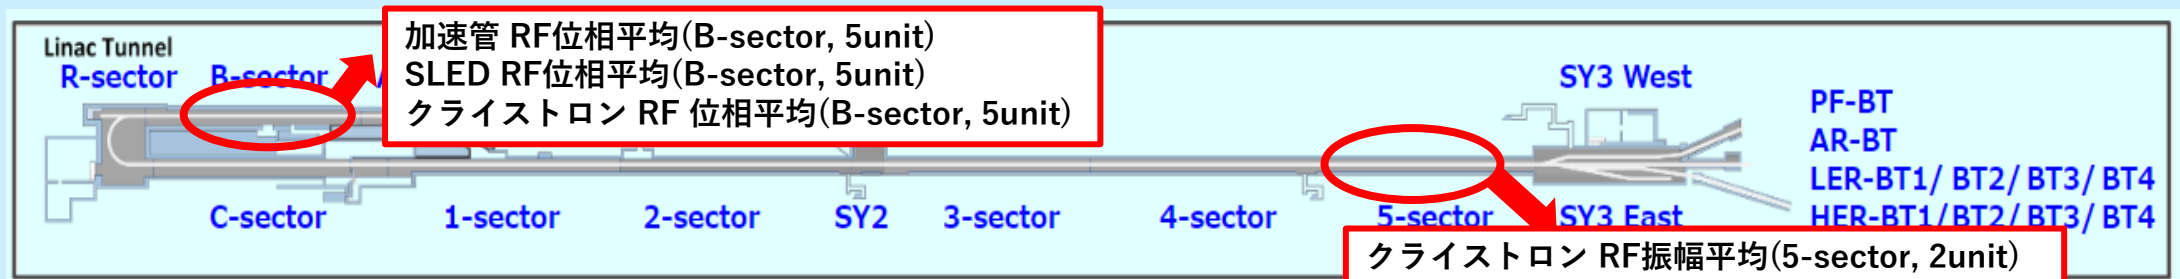 Linac Tunnel
R-sector
B-sector
加速管 RF位相平均(B-sector, 5unit)
SLED RF位相平均(B-sector, 5unit)
クライストロン RF 位相平均(B-sector, 5unit)
SY3 West
PF-BT
AR-BT
LER-BT1/ BT2/ BT3/ BT4
HER-BT1/ BT2/ BT3/ BT4
C-sector
1-sector
2-sector
SY2
3-sector
4-sector
5-sector
SY3 East
クライストロン RF振幅平均(5-sector, 2unit)